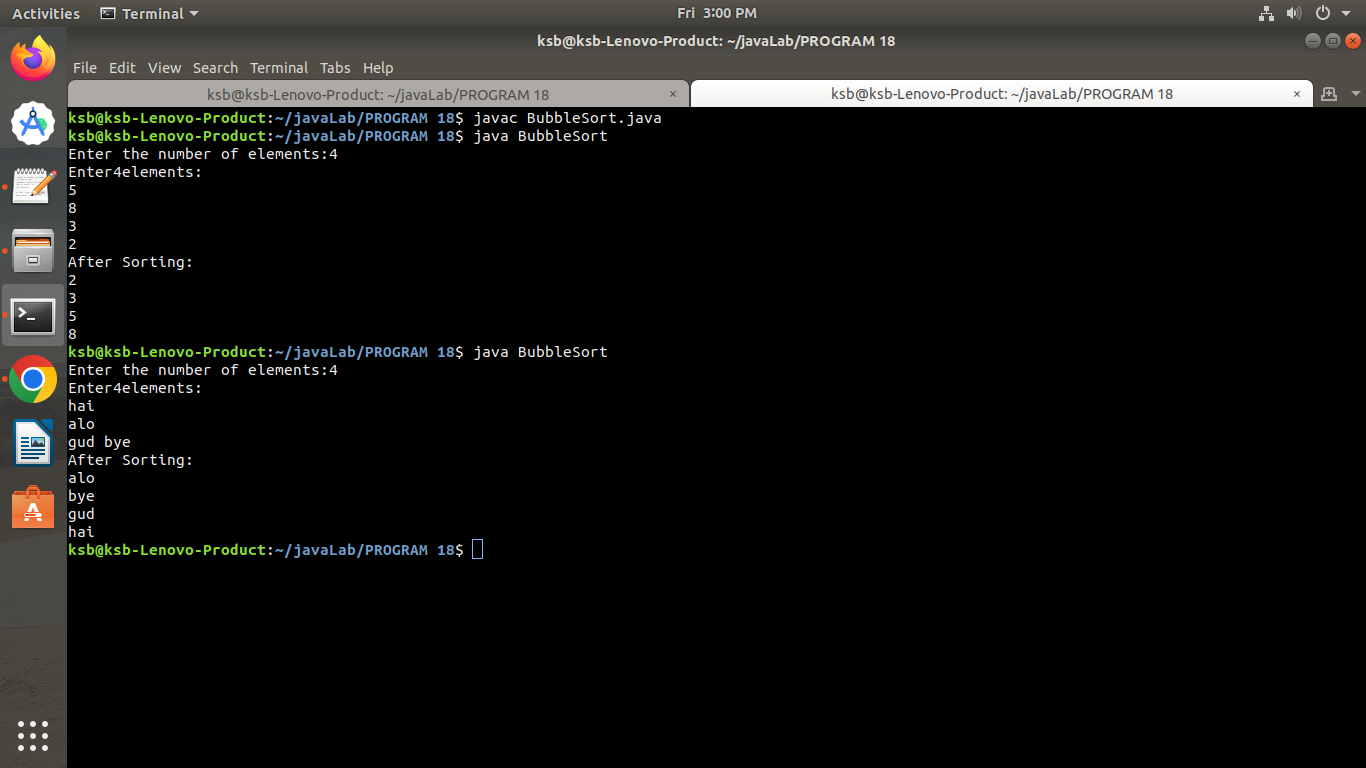 Activities Terminal Fri 3:00 PM
ksb@ksb-Lenovo-Product: ~/javaLab/PROGRAM 18
File Edit View Search Terminal Tabs Help
ksb@ksb-Lenovo-Product: ~/javaLab/PROGRAM 18 × ksb@ksb-Lenovo-Product: ~/javaLab/PROGRAM 18 ×
ksb@ksb-Lenovo-Product:~/javaLab/PROGRAM 18$ javac BubbleSort.java
ksb@ksb-Lenovo-Product:~/javaLab/PROGRAM 18$ java BubbleSort
Enter the number of elements:4
Enter4elements:
5
8
3
2
After Sorting:
2
3
5
8
ksb@ksb-Lenovo-Product:~/javaLab/PROGRAM 18$ java BubbleSort
Enter the number of elements:4
Enter4elements:
hai
alo
gud bye
After Sorting:
alo
bye
gud
hai
ksb@ksb-Lenovo-Product:~/javaLab/PROGRAM 18$